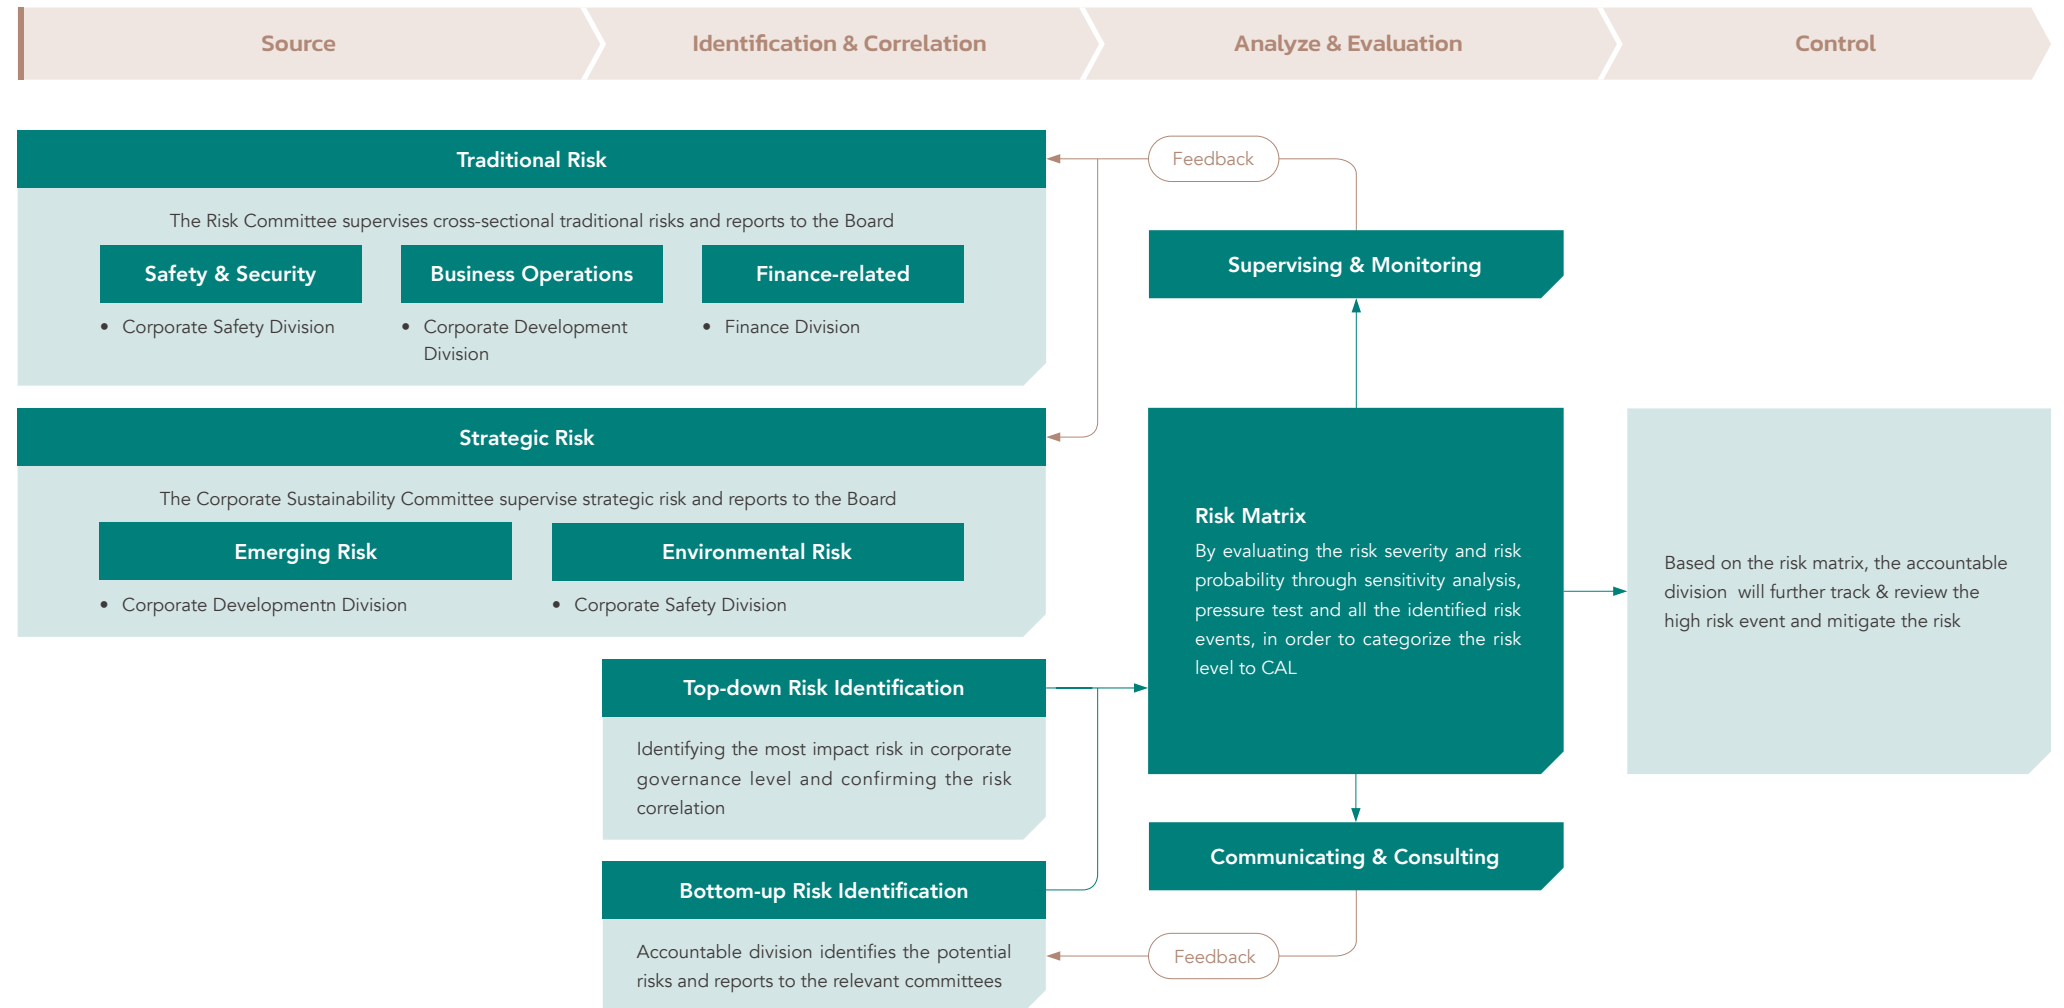 Source
Identification & Correlation
Analyze & Evaluation
Control
Traditional Risk
The Risk Committee supervises cross-sectional traditional risks and reports to the Board
Safety & Security
• Corporate Safety Division
Business Operations
• Corporate Development
Division
Finance-related
• Finance Division
Strategic Risk
The Corporate Sustainability Committee supervise strategic risk and reports to the Board
Emerging Risk
• Corporate Developmentn Division
Environmental Risk
• Corporate Safety Division
Top-down Risk Identification
Identifying the most impact risk in corporate
governance level and confirming the risk
correlation
Bottom-up Risk Identification
Accountable division identifies the potential
risks and reports to the relevant committees
Feedback
Supervising & Monitoring
Risk Matrix
By evaluating the risk severity and risk
probability through sensitivity analysis,
pressure test and all the identified risk
events, in order to categorize the risk
level to CAL
Communicating & Consulting
Feedback
Based on the risk matrix, the accountable
division will further track & review the
high risk event and mitigate the risk